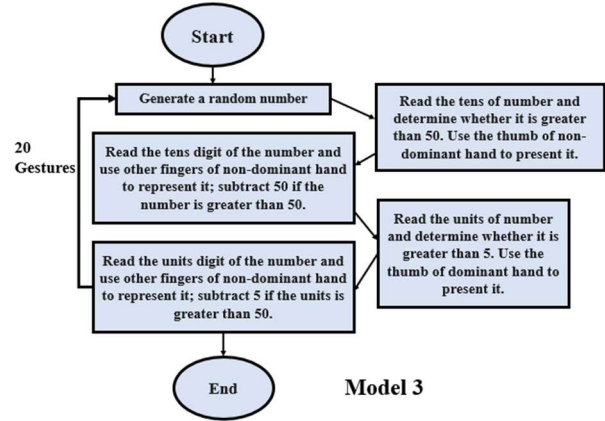 Start
Generate a random number
Read the tens of number and
determine whether it is greater
than 50. Use the thumb of non-
dominant hand to present it.
20
Gestures
Read the tens digit of the number and
use other fingers of non-dominant hand
to represent it; subtract 50 if the
number is greater than 50.
Read the units of number
and determine whether it is
greater than 5. Use the
thumb of dominant hand to
present it.
Read the units digit of the number and
use other fingers of non-dominant hand
to represent it; subtract 5 if the units is
greater than 50.
End
Model 3